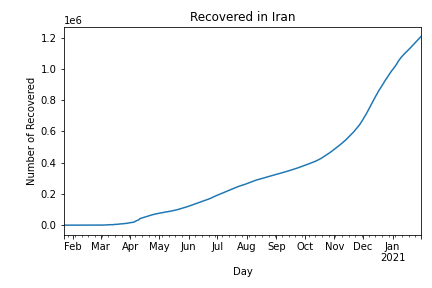 Recovered in Iran
1e6
1.2
1.0
0.8
0.6
0.4
0.2
0.0
Number of Recovered
Feb Mar Apr May Jun Jul Aug Sep Oct Nov Dec Jan
2021
Day